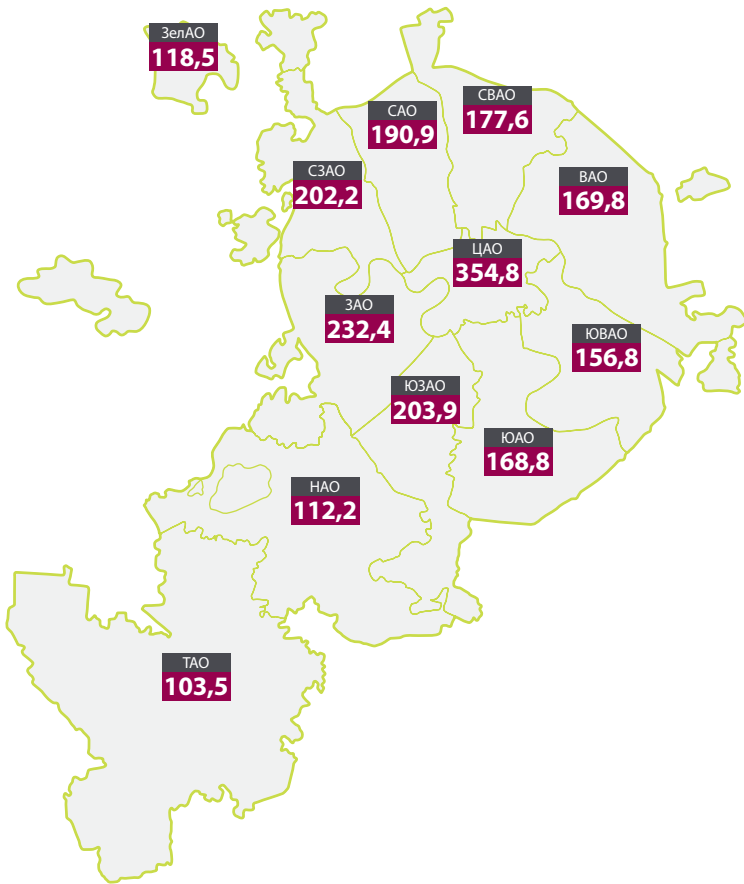 ЗелАО
118,5
СВАО
177,6
САО
190,9
СЗАО
202,2
ВАО
169,8
ЦАО
354,8
ЗАО
232,4
ЮВАО
156,8
ЮЗАО
203,9
ЮАО
168,8
НАО
112,2
ТАО
103,5